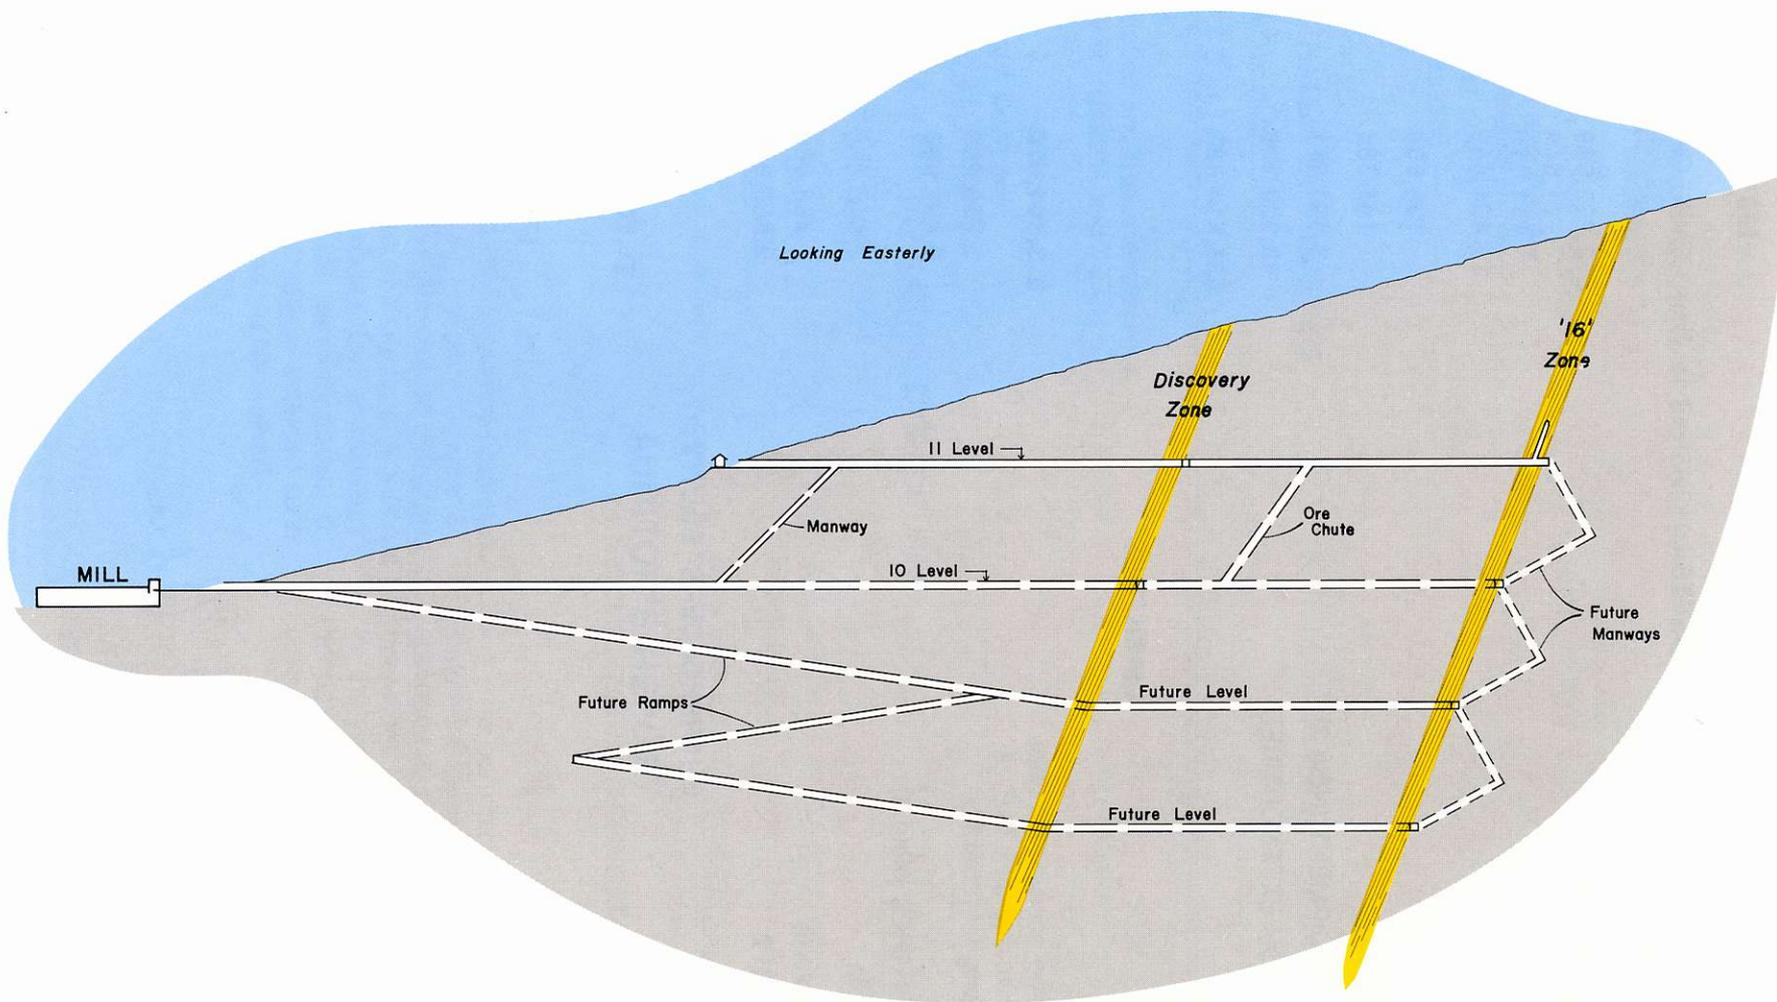 Looking Easterly
'16'
Zone
Discovery
Zone
11 Level
Manway
Ore
Chute
MILL
10 Level
Future
Manways
Future Ramps
Future Level
Future Level